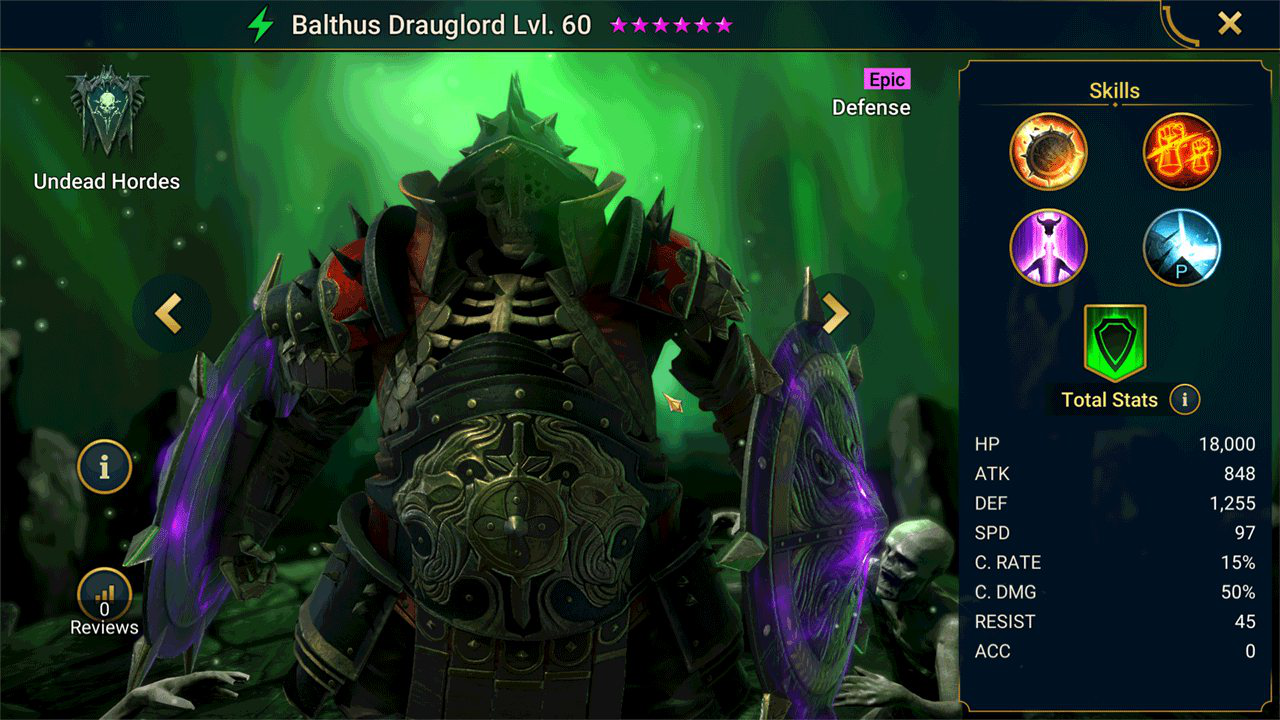 Balthus Drauglord Lvl. 60
Epic
Defense
Undead Hordes
0
Reviews
Skills
P
Total Stats
HP 18,000
ATK 848
DEF 1,255
SPD 97
C. RATE 15%
C. DMG 50%
RESIST 45
ACC 0